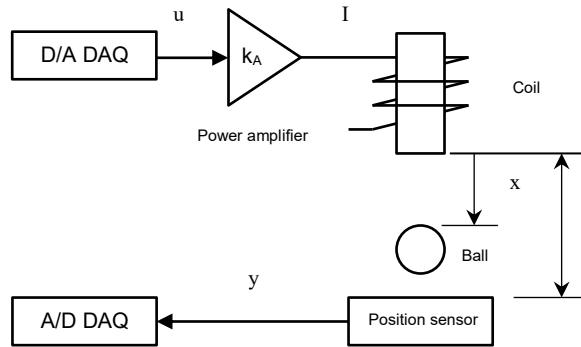 u
I
D/A DAQ
kA
Coil
Power amplifier
x
Ball
y
A/D DAQ
Position sensor